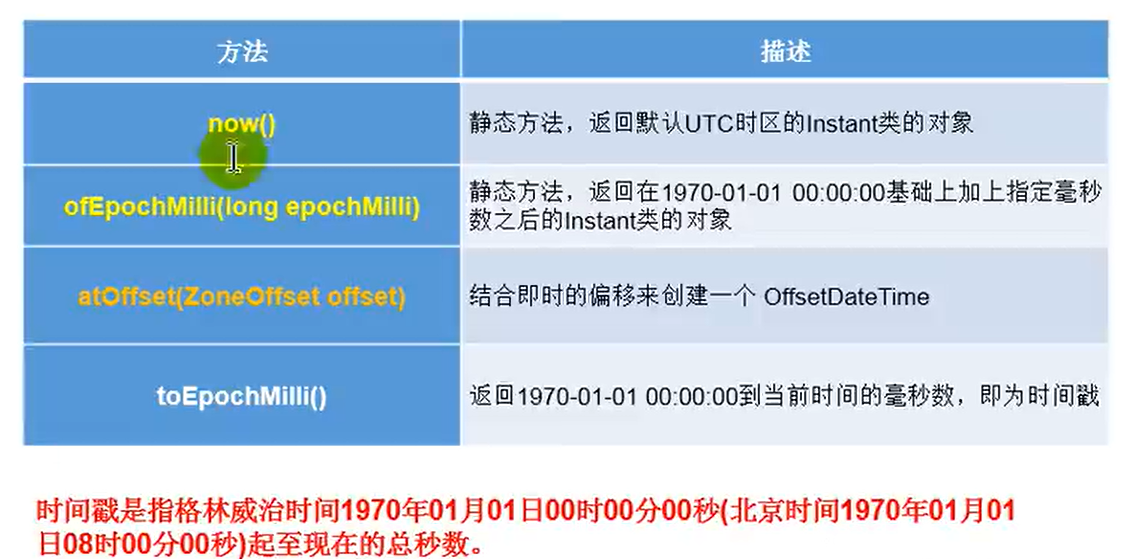 方法
描述
now()
静态方法，返回默认UTC时区的Instant类的对象
ofEpochMilli(long epochMilli)
静态方法，返回在1970-01-01 00:00:00基础上加上指定毫秒
数之后的Instant类的对象
atOffset(ZoneOffset offset)
结合即时的偏移来创建一个 OffsetDateTime
toEpochMilli()
返回1970-01-01 00:00:00到当前时间的毫秒数，即为时间戳
时间戳是指格林威治时间1970年01月01日00时00分00秒(北京时间1970年01月01
日08时00分00秒)起至现在的总秒数。